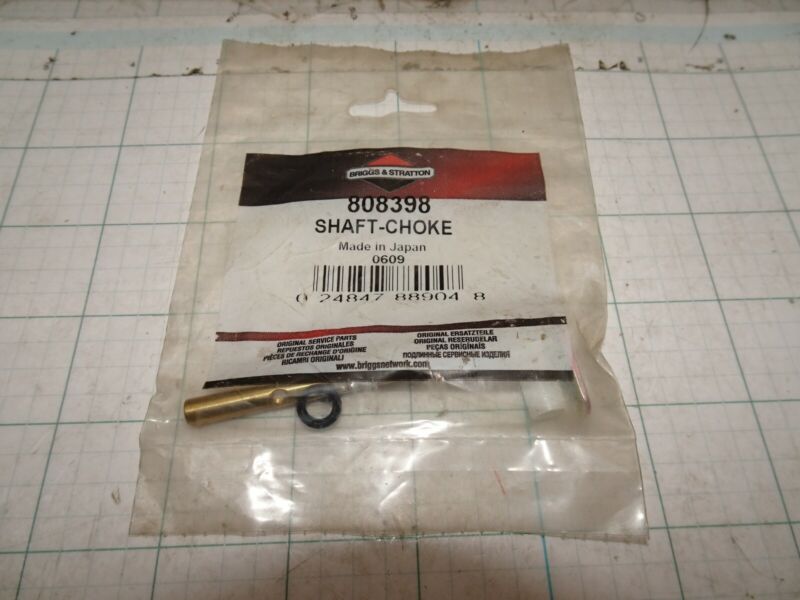 BRIGGS & STRATTON
808398
SHAFT-CHOKE
Made in Japan
0609
0 24847 88904 8
ORIGINAL SERVICE PARTS
REPUESTOS ORIGINALES
PIÈCES DE RECHANGE D'ORIGINE
RICAMBI ORIGINALI
ORIGINAL ERSATZTEILE
ORIGINAL RESERVDELAR
PEÇAS ORIGINAIS
ПОДЛИННЫЕ СЕРВИСНЫЕ ИЗДЕЛИЯ
www.briggsnetwork.com